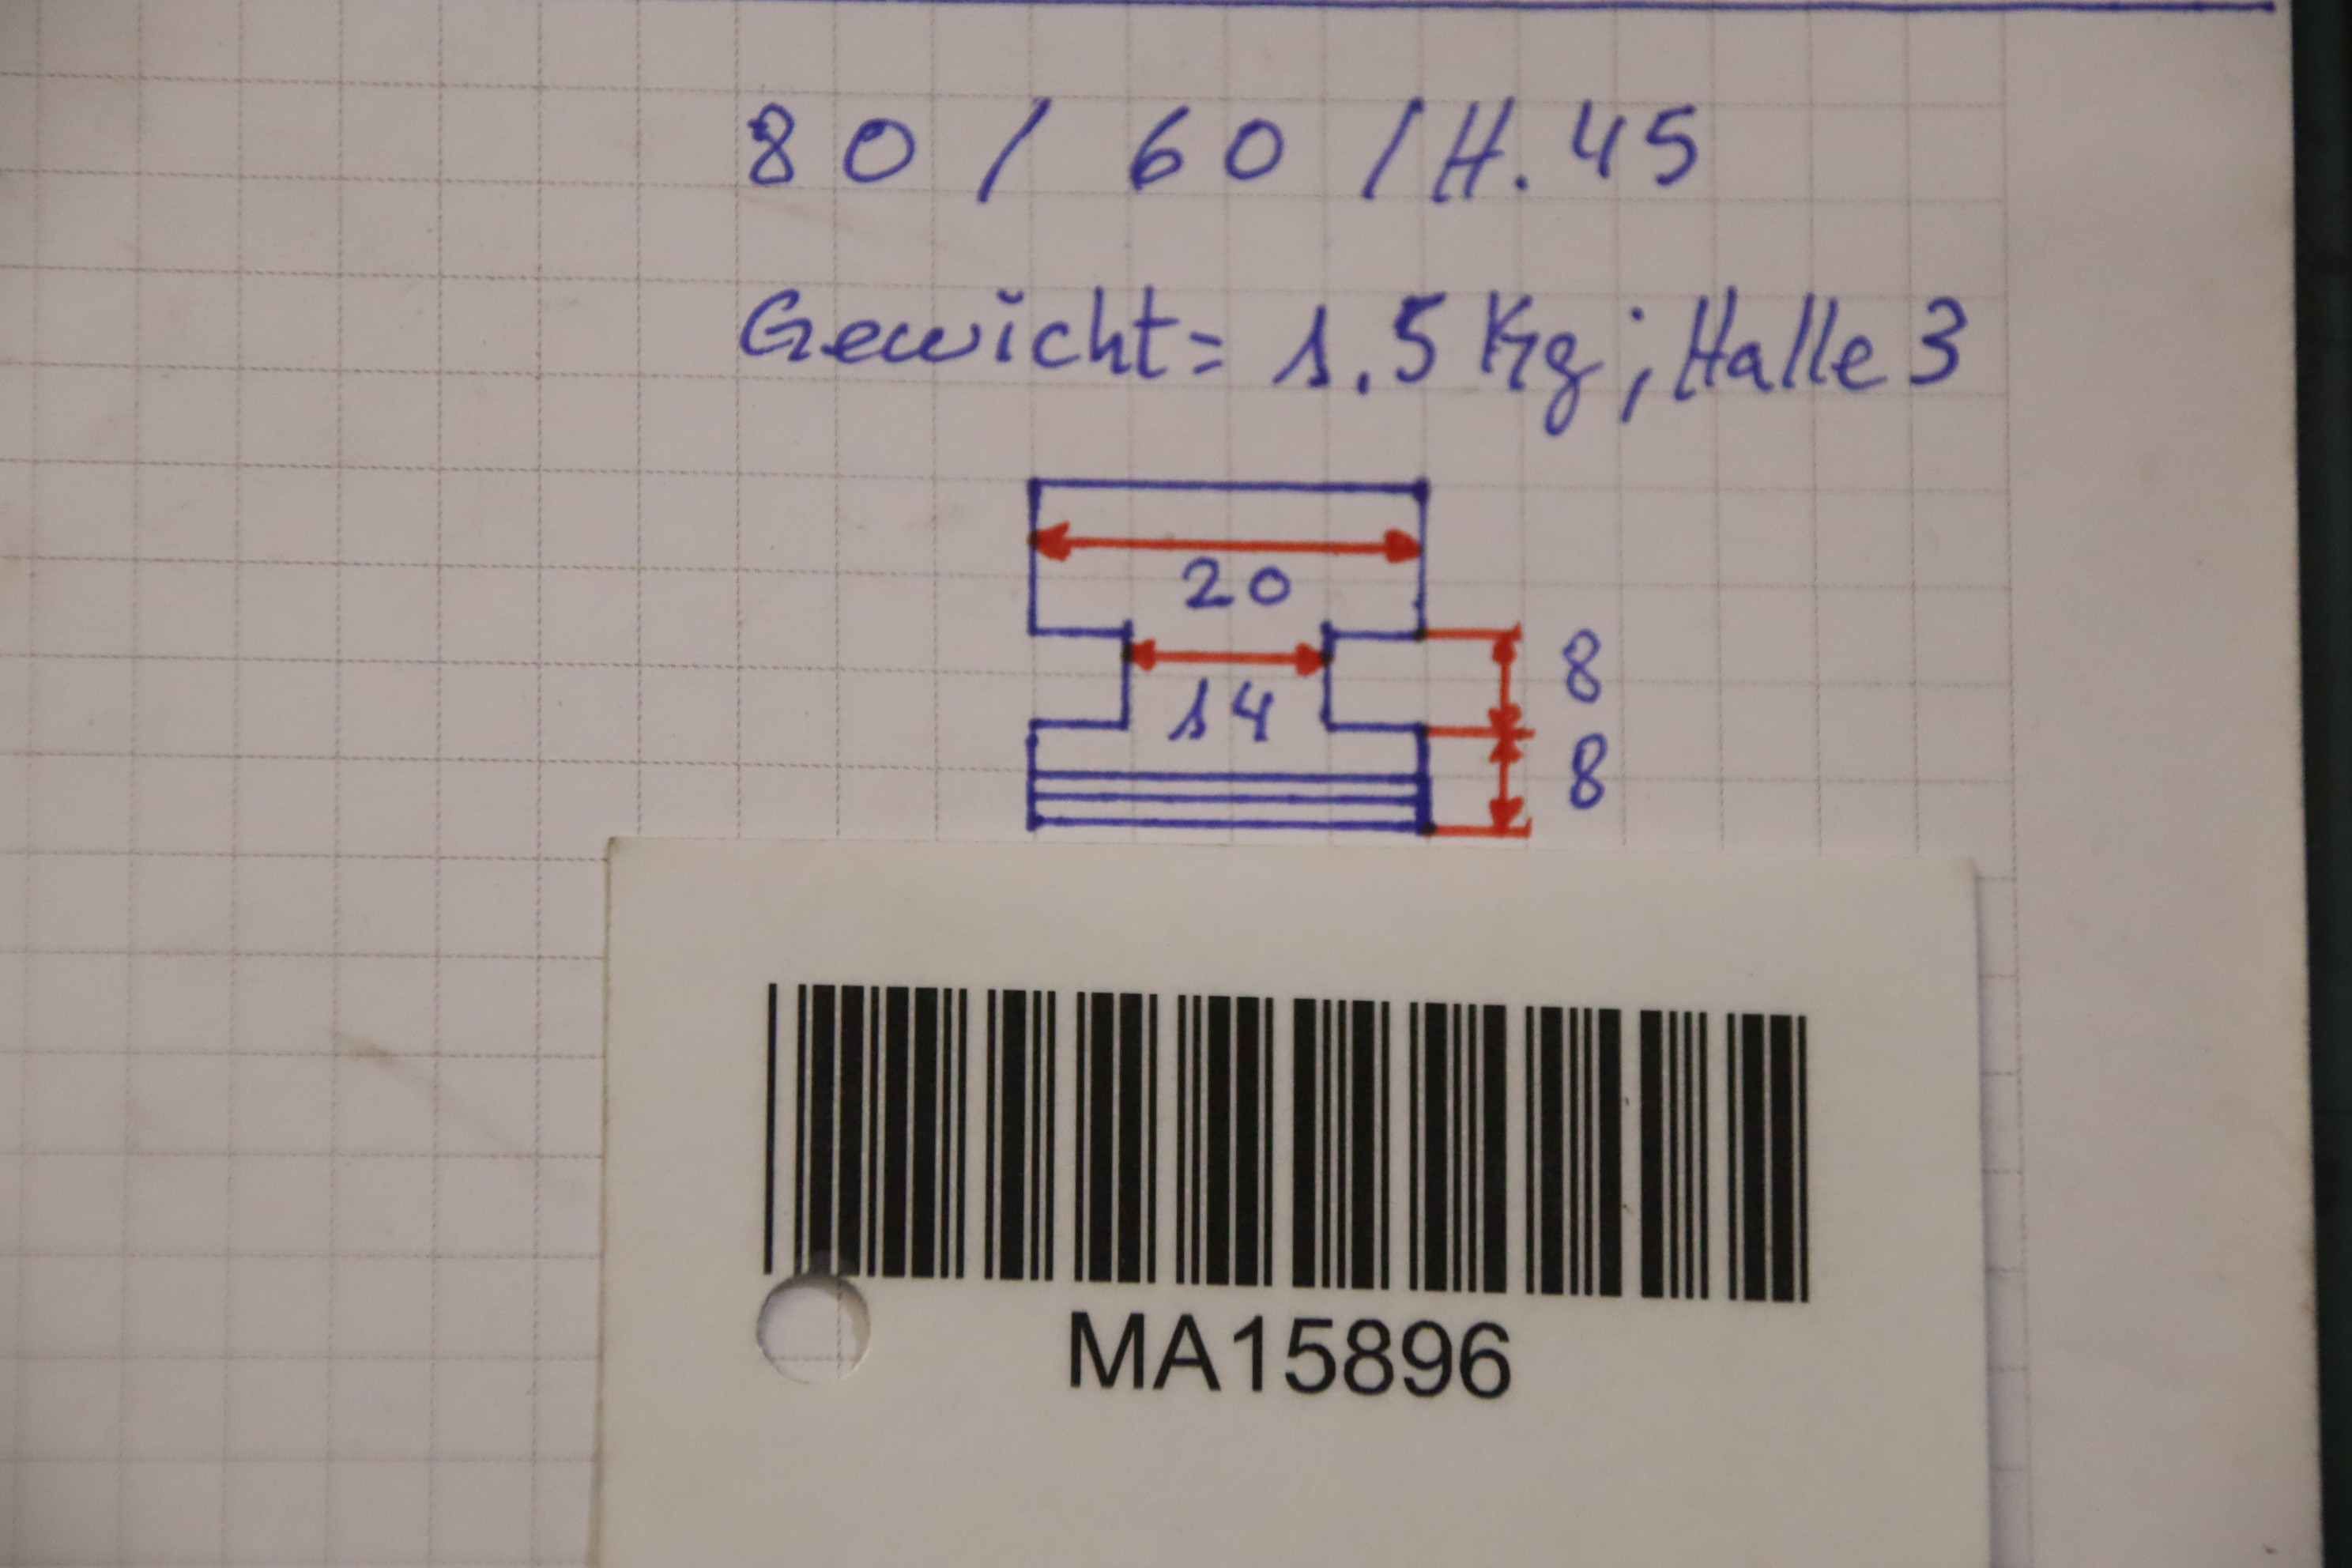 80 / 60 / H. 45
Gewicht = 1.5 Kg ; Halle 3
20
14
8
8
MA15896